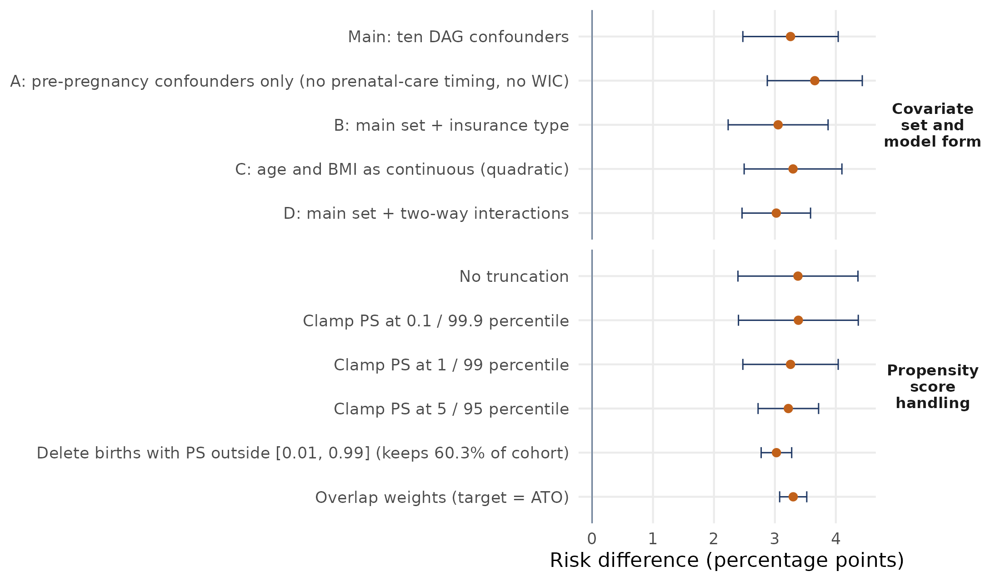 Main: ten DAG confounders
A: pre-pregnancy confounders only (no prenatal-care timing, no WIC)
B: main set + insurance type
C: age and BMI as continuous (quadratic)
D: main set + two-way interactions
Covariate
set and
model form
No truncation
Clamp PS at 0.1 / 99.9 percentile
Clamp PS at 1 / 99 percentile
Clamp PS at 5 / 95 percentile
Delete births with PS outside [0.01, 0.99] (keeps 60.3% of cohort)
Overlap weights (target = ATO)
Propensity
score
handling
0 1 2 3 4
Risk difference (percentage points)